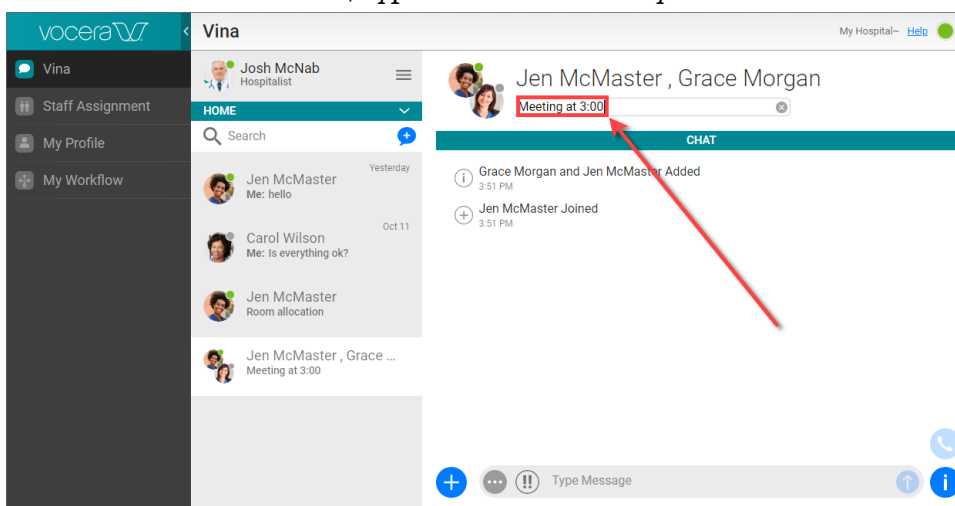 vocera
Vina
My Hospital~ Help
Vina
Staff Assignment
My Profile
My Workflow
Josh McNab
Hospitalist
HOME
Search
Yesterday
Jen McMaster
Me: hello
Oct 11
Carol Wilson
Me: Is everything ok?
Jen McMaster
Room allocation
Jen McMaster , Grace ...
Meeting at 3:00
Jen McMaster , Grace Morgan
Meeting at 3:00
CHAT
Grace Morgan and Jen McMaster Added
3:51 PM
Jen McMaster Joined
3:51 PM
Type Message